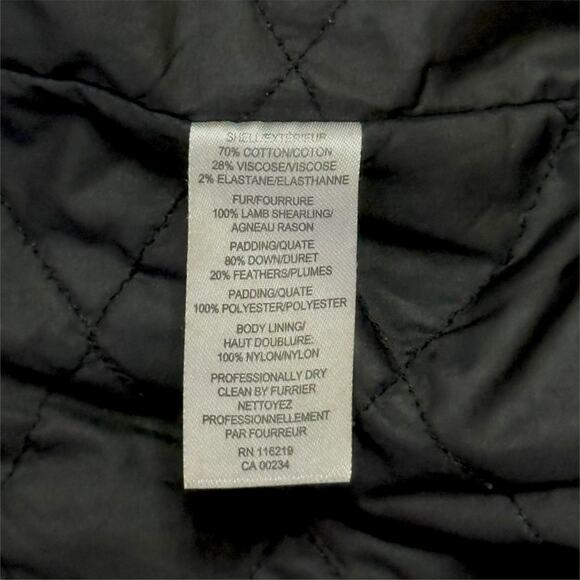 SHELL/EXTÉRIEUR
70% COTTON/COTON
28% VISCOSE/VISCOSE
2% ELASTANE/ELASTHANNE
FUR/FOURRURE
100% LAMB SHEARLING/
AGNEAU RASON
PADDING/QUATE
80% DOWN/DURET
20% FEATHERS/PLUMES
PADDING/QUATE
100% POLYESTER/POLYESTER
BODY LINING/
HAUT DOUBLURE:
100% NYLON/NYLON
PROFESSIONALLY DRY
CLEAN BY FURRIER
NETTOYEZ
PROFESSIONNELLEMENT
PAR FOURREUR
RN 116219
CA 00234